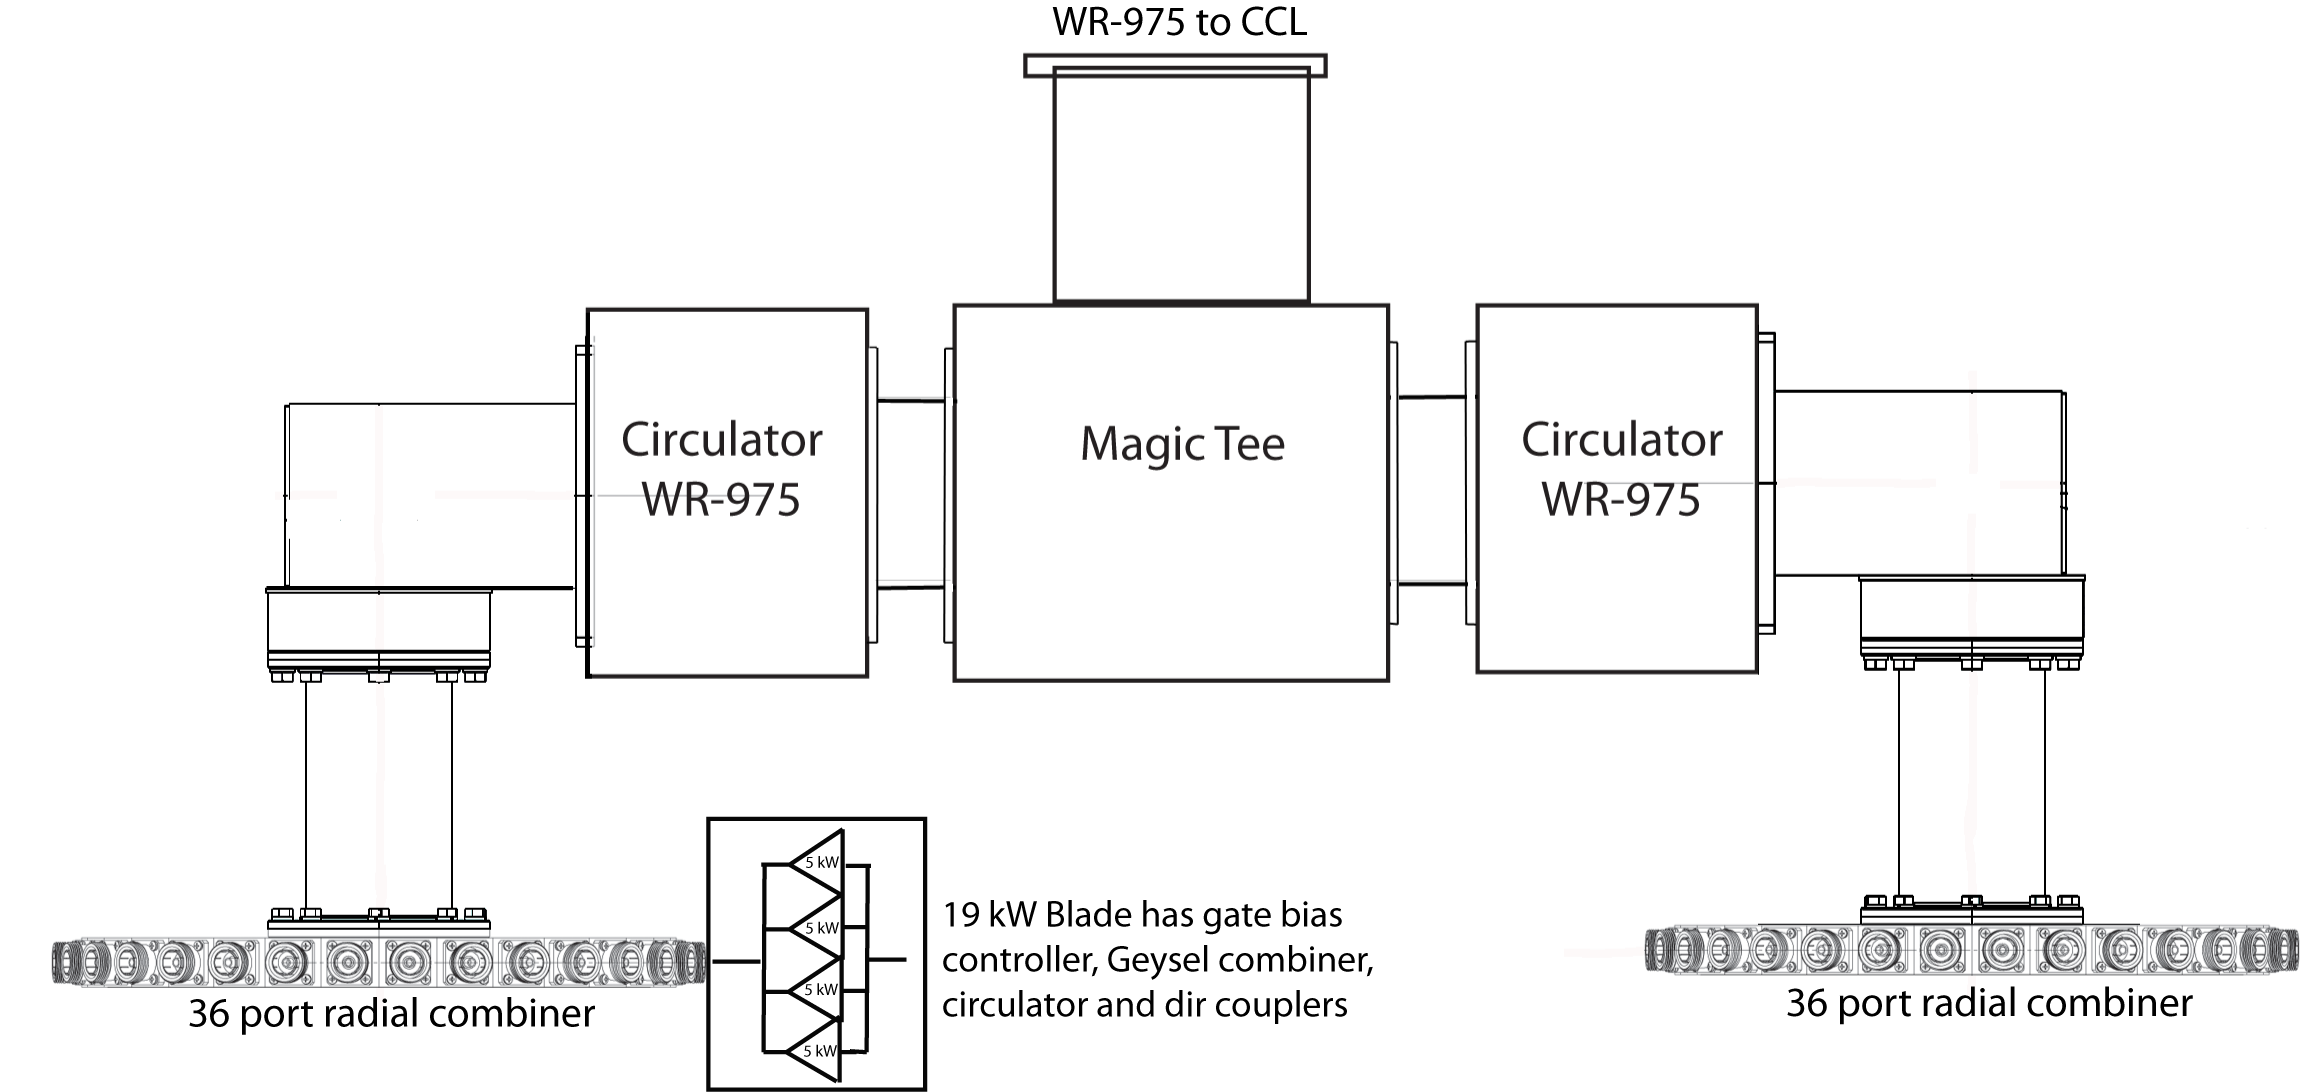 WR-975 to CCL
Circulator
WR-975
Magic Tee
Circulator
WR-975
5 kW
5 kW
5 kW
5 kW
19 kW Blade has gate bias
controller, Geysel combiner,
circulator and dir couplers
36 port radial combiner
36 port radial combiner